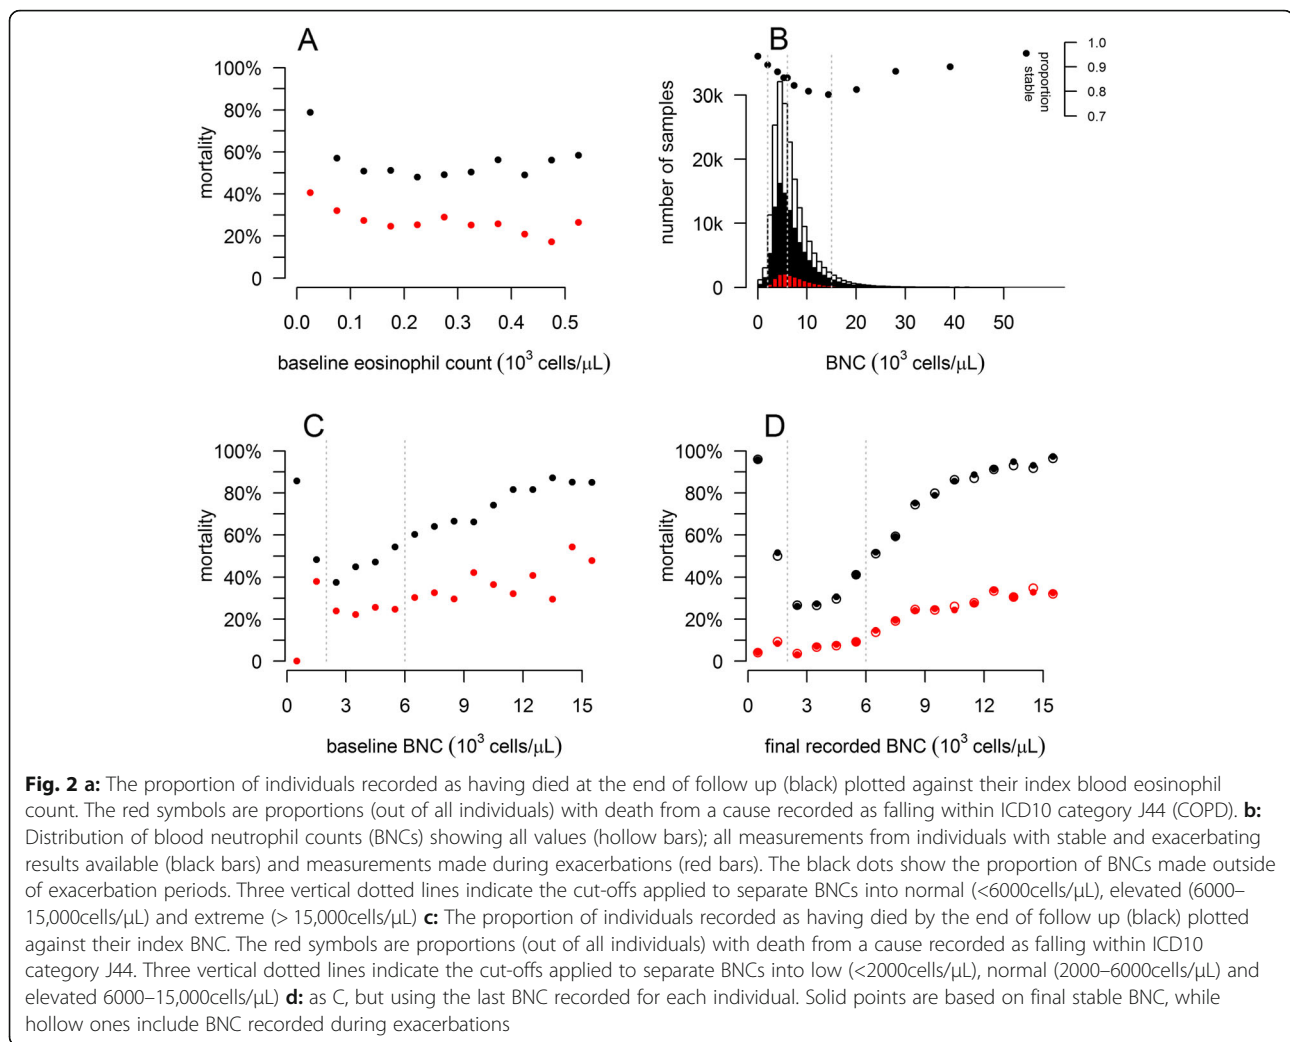 A
100%
80%
60%
40%
20%
0
mortality
0.0 0.1 0.2 0.3 0.4 0.5
baseline eosinophil count (10³ cells/µL)
B
1.0
0.9
0.8
0.7
proportion
stable
30k
20k
10k
0
number of samples
0 10 20 30 40 50
BNC (10³ cells/µL)
C
100%
80%
60%
40%
20%
0
mortality
0 3 6 9 12 15
baseline BNC (10³ cells/µL)
D
100%
80%
60%
40%
20%
0
mortality
0 3 6 9 12 15
final recorded BNC (10³ cells/µL)
Fig. 2 a: The proportion of individuals recorded as having died at the end of follow up (black) plotted against their index blood eosinophil
count. The red symbols are proportions (out of all individuals) with death from a cause recorded as falling within ICD10 category J44 (COPD). b:
Distribution of blood neutrophil counts (BNCs) showing all values (hollow bars); all measurements from individuals with stable and exacerbating
results available (black bars) and measurements made during exacerbations (red bars). The black dots show the proportion of BNCs made outside
of exacerbation periods. Three vertical dotted lines indicate the cut-offs applied to separate BNCs into normal (<6000cells/µL), elevated (6000–
15,000cells/µL) and extreme (> 15,000cells/µL) c: The proportion of individuals recorded as having died by the end of follow up (black) plotted
against their index BNC. The red symbols are proportions (out of all individuals) with death from a cause recorded as falling within ICD10
category J44. Three vertical dotted lines indicate the cut-offs applied to separate BNCs into low (<2000cells/µL), normal (2000–6000cells/µL) and
elevated 6000–15,000cells/µL) d: as C, but using the last BNC recorded for each individual. Solid points are based on final stable BNC, while
hollow ones include BNC recorded during exacerbations